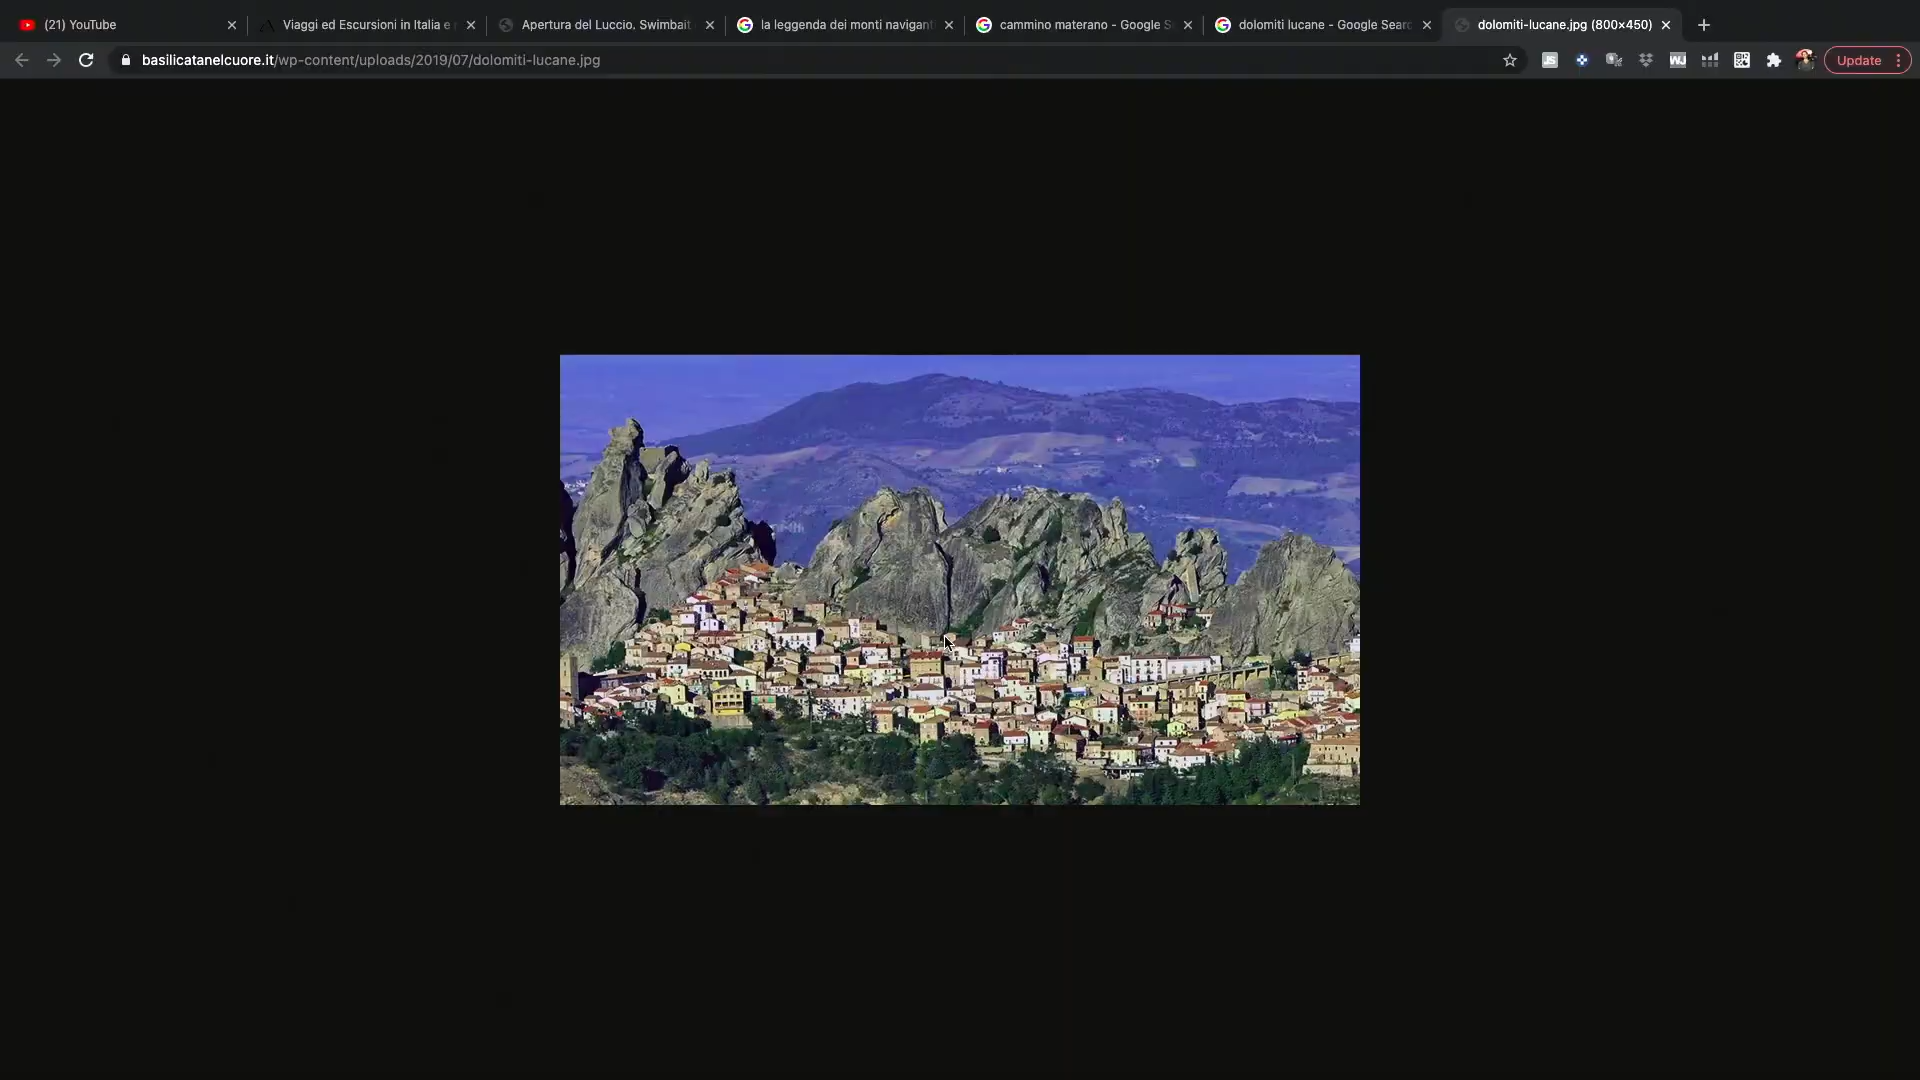 (21) YouTube
Viaggi ed Escursioni in Italia e
Apertura del Luccio. Swimbait
la leggenda dei monti navigant
cammino materano - Google S
dolomiti lucane - Google Searc
dolomiti-lucane.jpg (800×450)
basilicatanelcuore.it/wp-content/uploads/2019/07/dolomiti-lucane.jpg
JS
WJ
Update